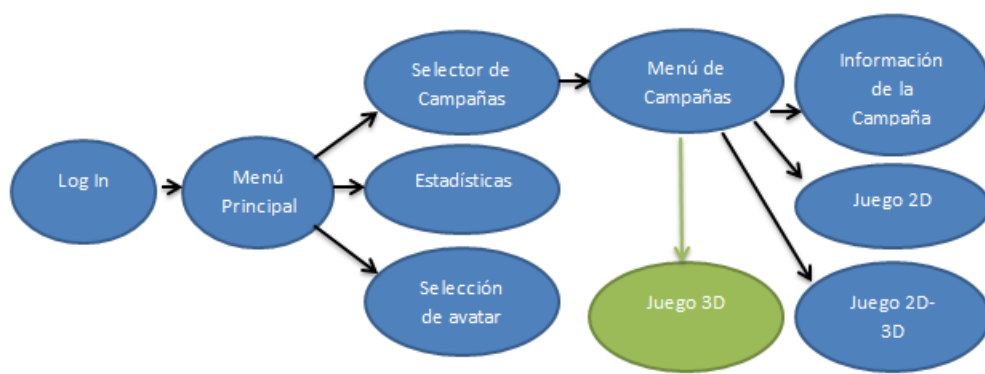 Log In
Menú
Principal
Selector de
Campañas
Estadísticas
Selección
de avatar
Menú de
Campañas
Información
de la
Campaña
Juego 2D
Juego 3D
Juego 2D-
3D